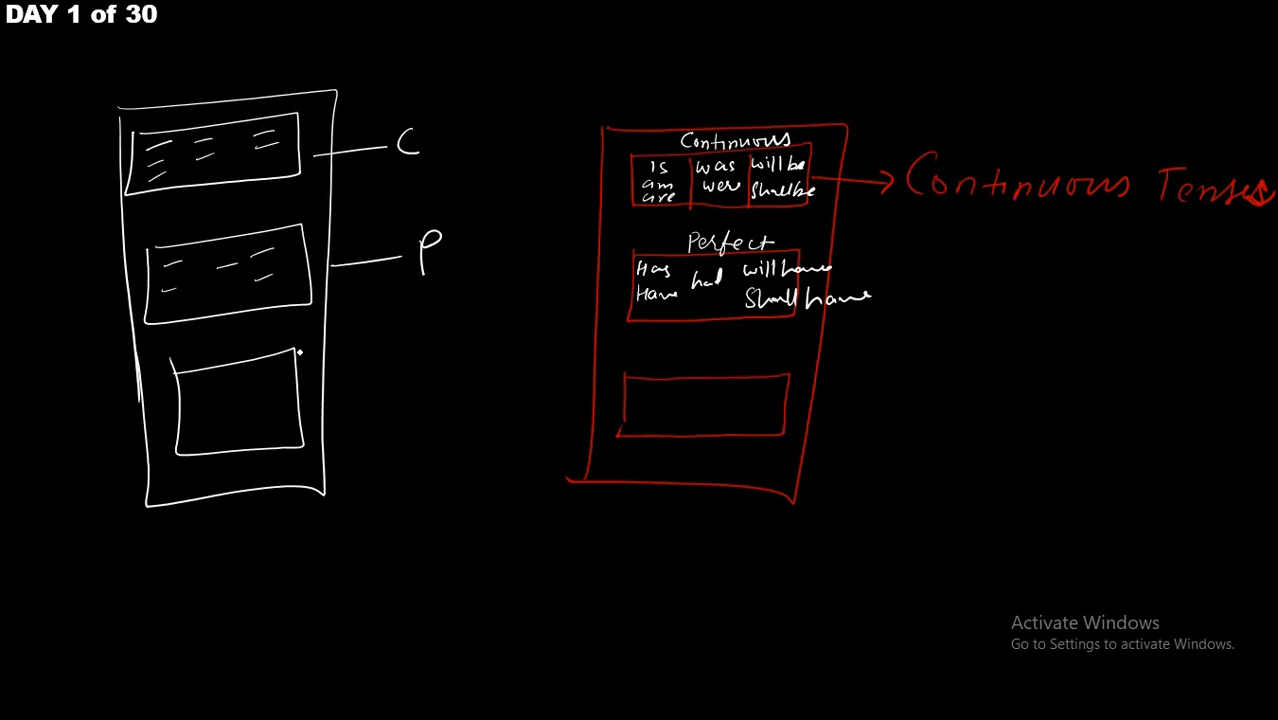 DAY 1 of 30
C
P
Continuous
is was will be
am were Shall be
are
Continuous Tenses
Perfect
Has had will have
Have Shall have
Activate Windows
Go to Settings to activate Windows.